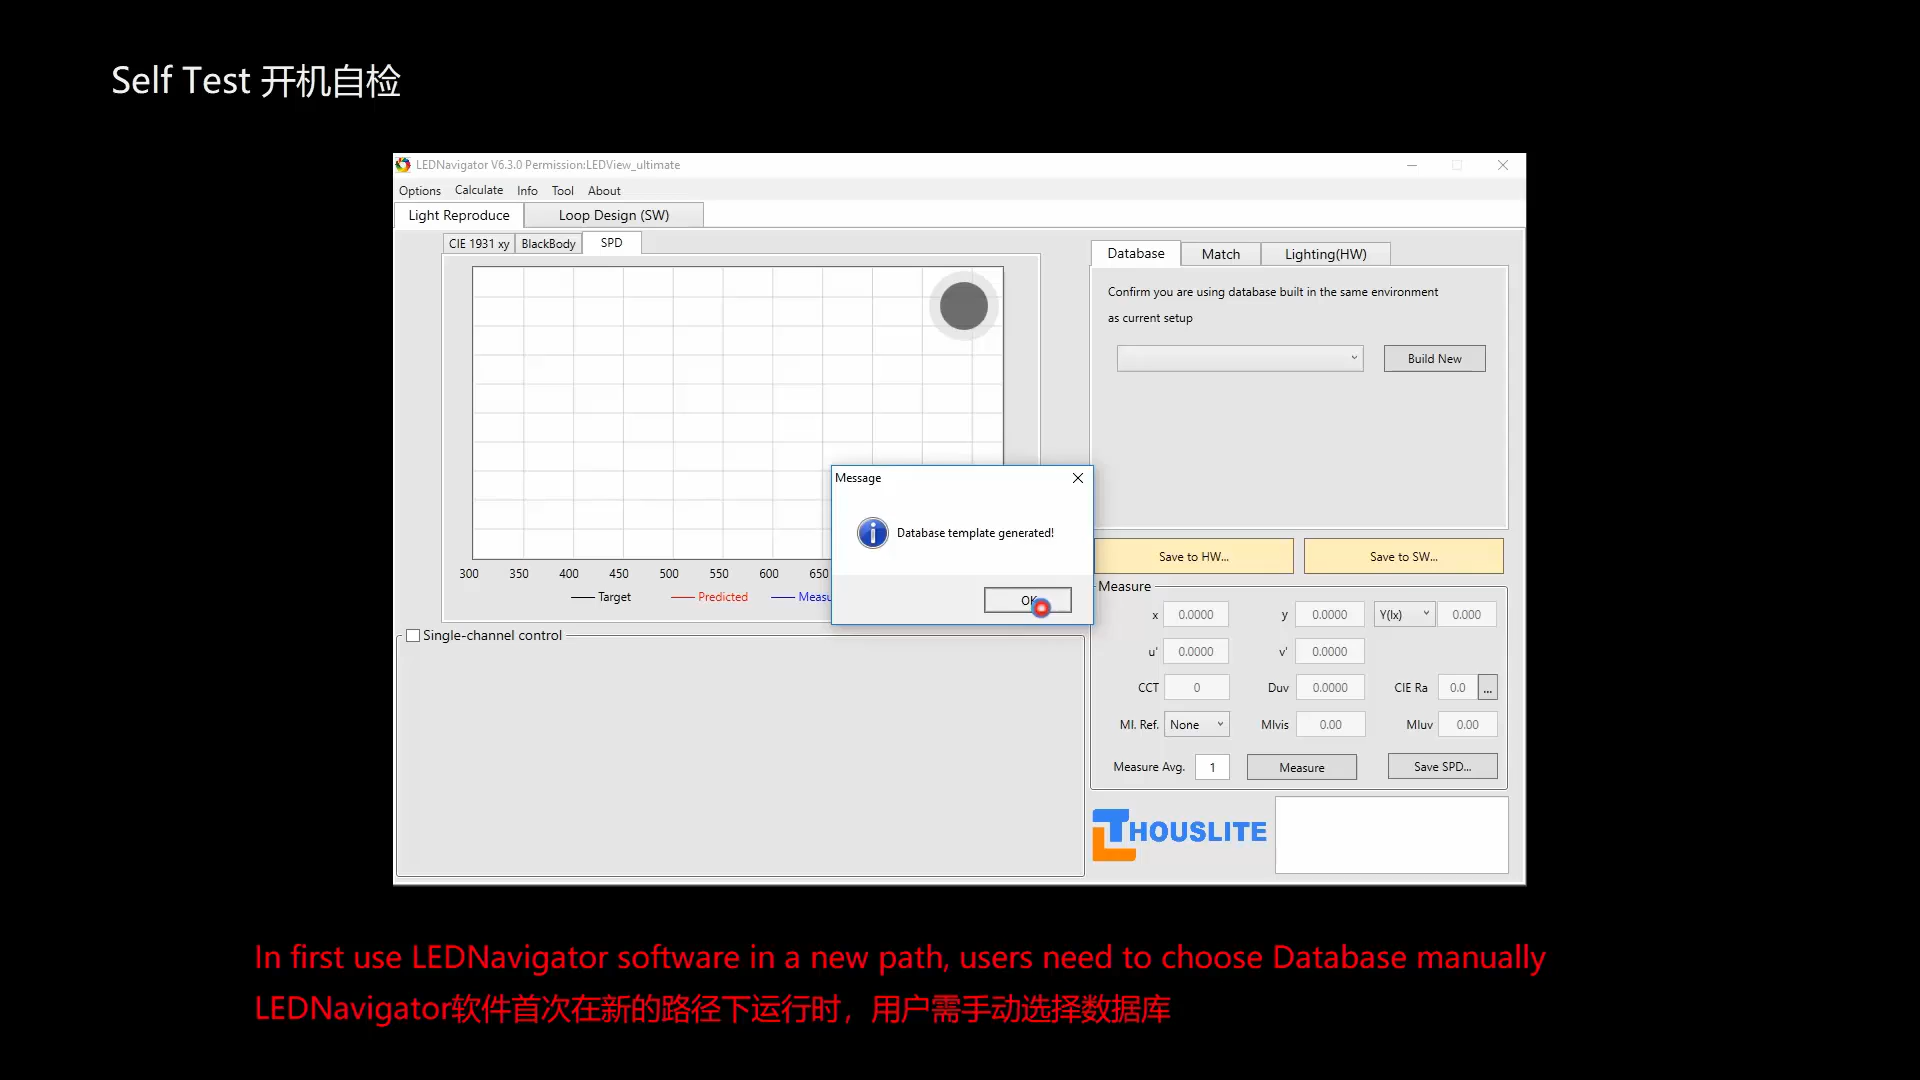 Self Test 开机自检
LEDNavigator V6.3.0 Permission:LEDView_ultimate
Options Calculate Info Tool About
Light Reproduce Loop Design (SW)
CIE 1931 xy BlackBody SPD
Database Match Lighting(HW)
Confirm you are using database built in the same environment
as current setup
Build New
Message
Database template generated!
OK
300 350 400 450 500 550 600 650
Target Predicted
Save to HW... Save to SW...
Measure
x 0.0000 y 0.0000 Y(lx) 0.000
u' 0.0000 v' 0.0000
CCT 0 Duv 0.0000 CIE Ra 0.0 ...
MI. Ref. None MIvis 0.00 MIuv 0.00
Measure Avg. 1 Measure Save SPD...
Single-channel control
THOUSLITE
In first use LEDNavigator software in a new path, users need to choose Database manually
LEDNavigator软件首次在新的路径下运行时，用户需手动选择数据库